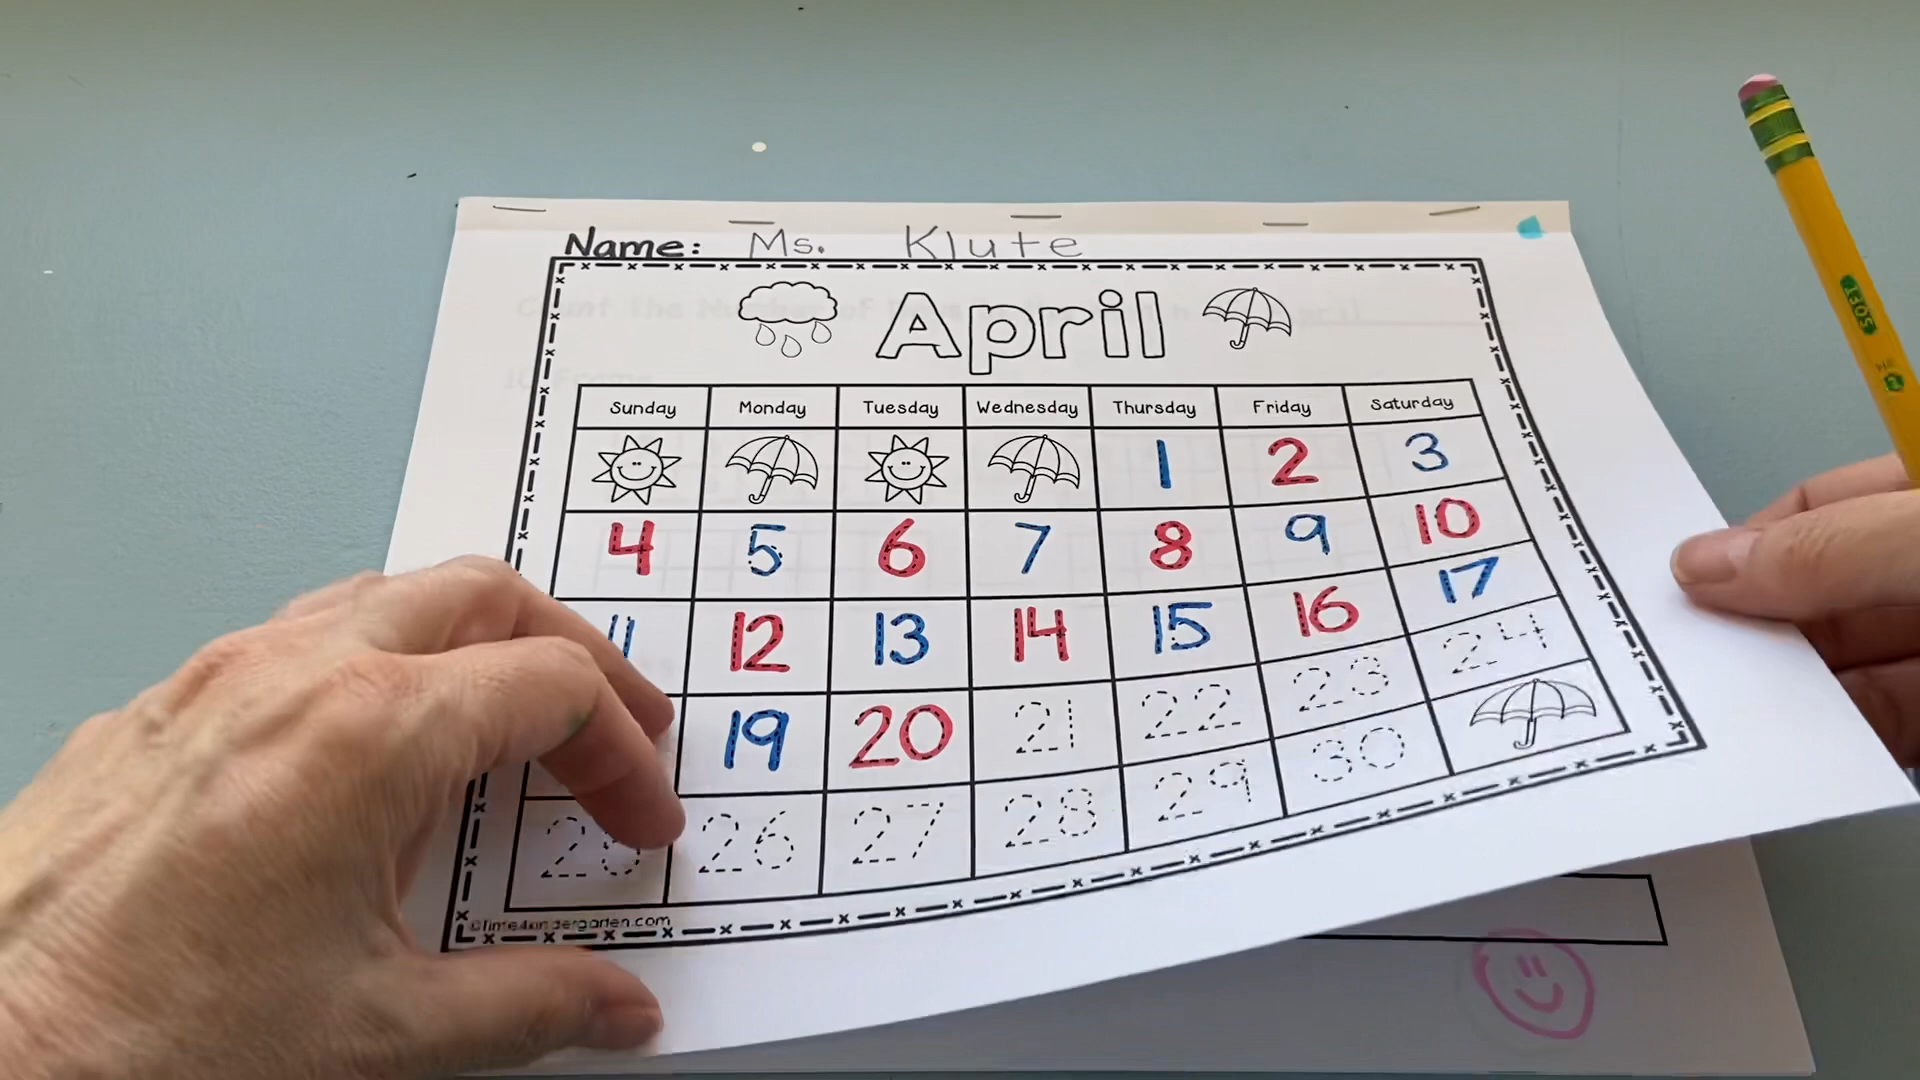 Name: Ms. Klute
April
Sunday Monday Tuesday Wednesday Thursday Friday Saturday
1 2 3
4 5 6 7 8 9 10
11 12 13 14 15 16 17
19 20 21 22 23 24
26 27 28 29 30
©Time4kindergarten.com
SOFT